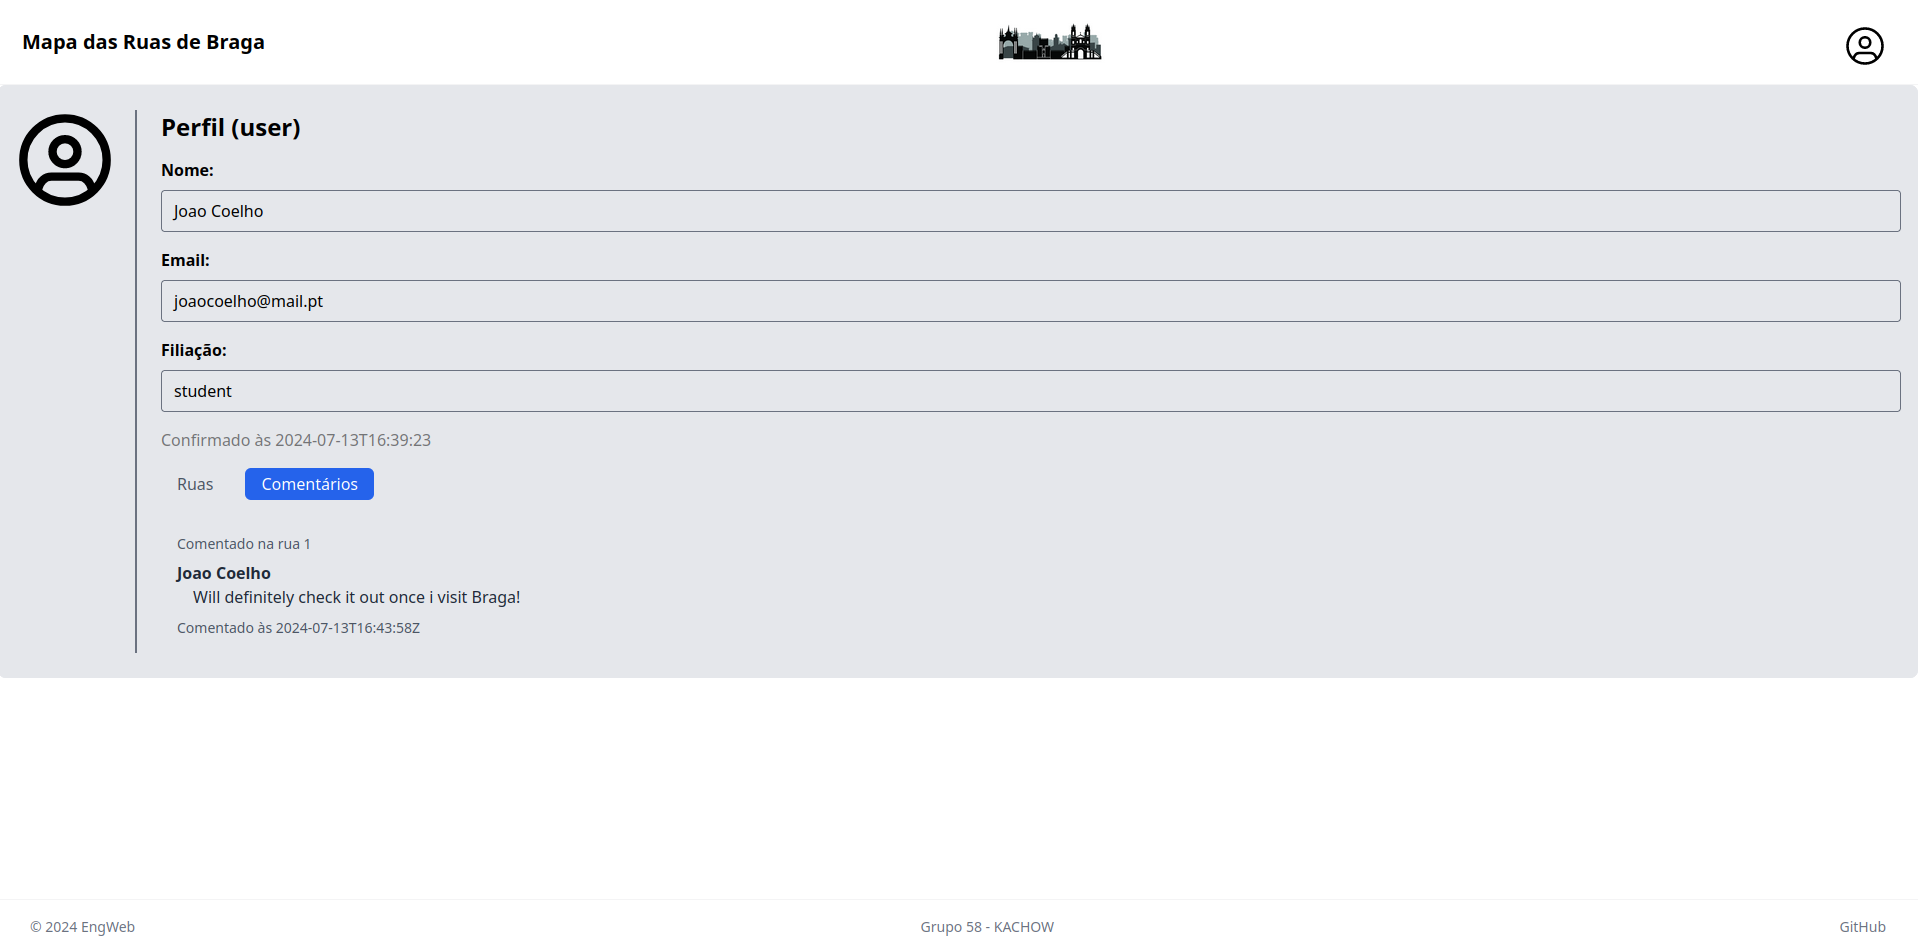 Mapa das Ruas de Braga
Perfil (user)
Nome:
Joao Coelho
Email:
joaocoelho@mail.pt
Filiação:
student
Confirmado às 2024-07-13T16:39:23
Ruas Comentários
Comentado na rua 1
Joao Coelho
Will definitely check it out once i visit Braga!
Comentado às 2024-07-13T16:43:58Z
© 2024 EngWeb Grupo 58 - KACHOW GitHub